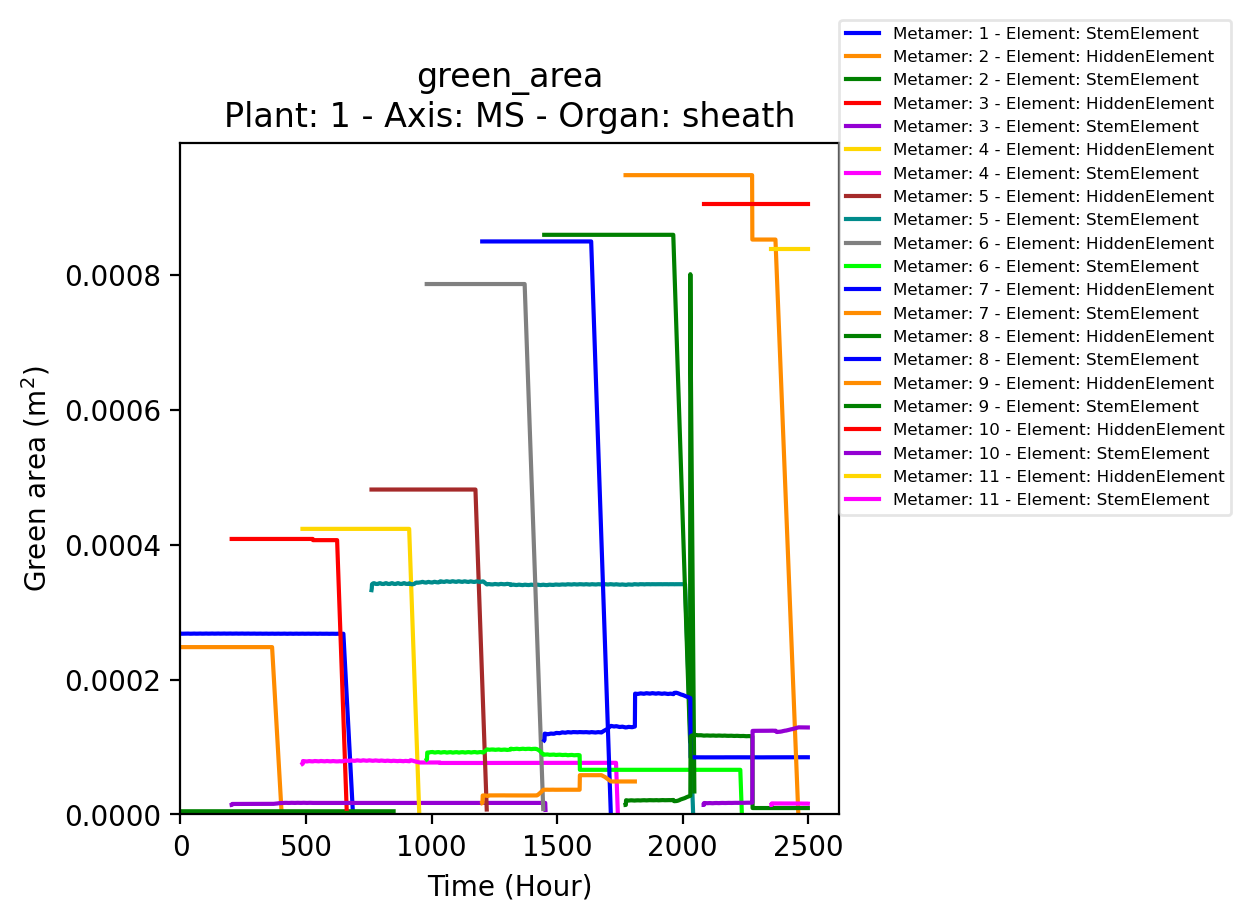 green_area
Plant: 1 - Axis: MS - Organ: sheath
Metamer: 1 - Element: StemElement
Metamer: 2 - Element: HiddenElement
Metamer: 2 - Element: StemElement
Metamer: 3 - Element: HiddenElement
Metamer: 3 - Element: StemElement
Metamer: 4 - Element: HiddenElement
Metamer: 4 - Element: StemElement
Metamer: 5 - Element: HiddenElement
Metamer: 5 - Element: StemElement
Metamer: 6 - Element: HiddenElement
Metamer: 6 - Element: StemElement
Metamer: 7 - Element: HiddenElement
Metamer: 7 - Element: StemElement
Metamer: 8 - Element: HiddenElement
Metamer: 8 - Element: StemElement
Metamer: 9 - Element: HiddenElement
Metamer: 9 - Element: StemElement
Metamer: 10 - Element: HiddenElement
Metamer: 10 - Element: StemElement
Metamer: 11 - Element: HiddenElement
Metamer: 11 - Element: StemElement
Green area (m²)
0.0008
0.0006
0.0004
0.0002
0.0000
0 500 1000 1500 2000 2500
Time (Hour)